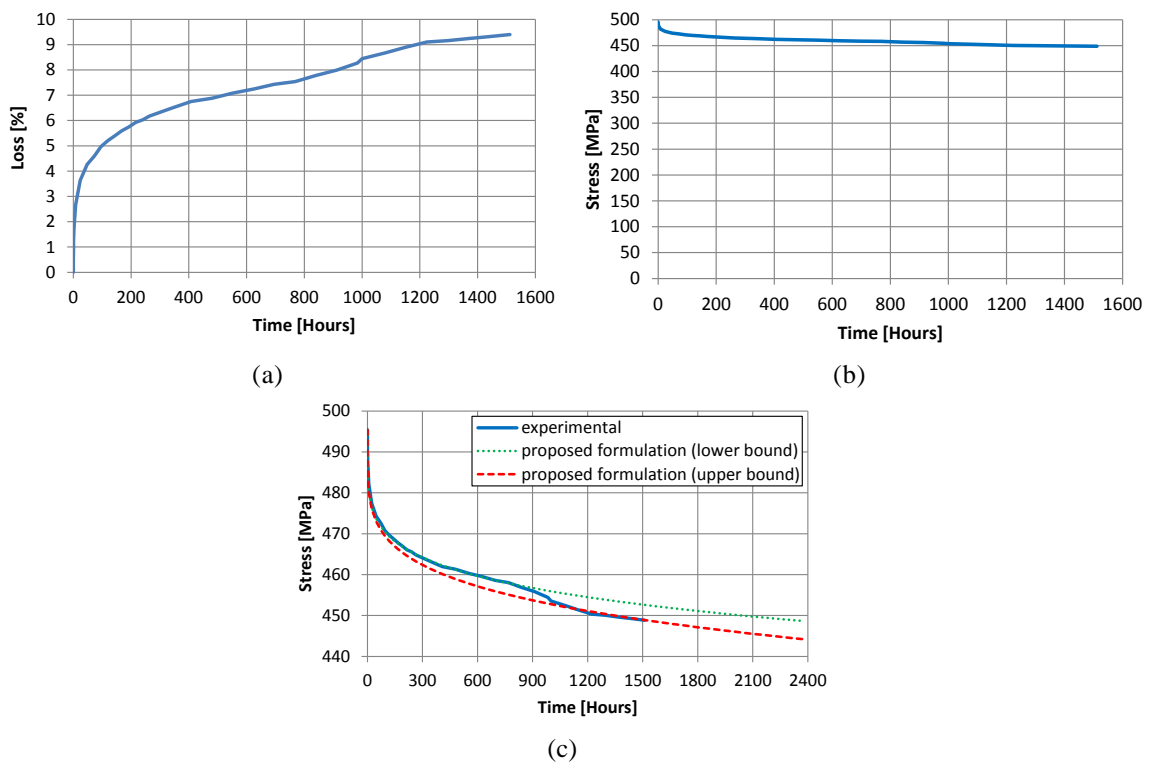 10
9
8
7
6
5
4
3
2
1
0
Loss [%]
0 200 400 600 800 1000 1200 1400 1600
Time [Hours]
(a)
500
450
400
350
300
250
200
150
100
50
0
Stress [MPa]
0 200 400 600 800 1000 1200 1400 1600
Time [Hours]
(b)
500
490
480
470
460
450
440
Stress [MPa]
experimental
proposed formulation (lower bound)
proposed formulation (upper bound)
0 300 600 900 1200 1500 1800 2100 2400
Time [Hours]
(c)